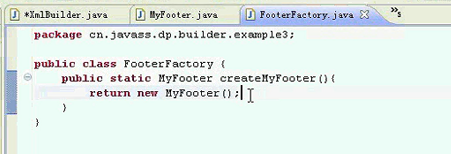 *XmlBuilder.java MyFooter.java FooterFactory.java »5
package cn.javass.dp.builder.example3;
public class FooterFactory {
public static MyFooter createMyFooter(){
return new MyFooter();
}
}